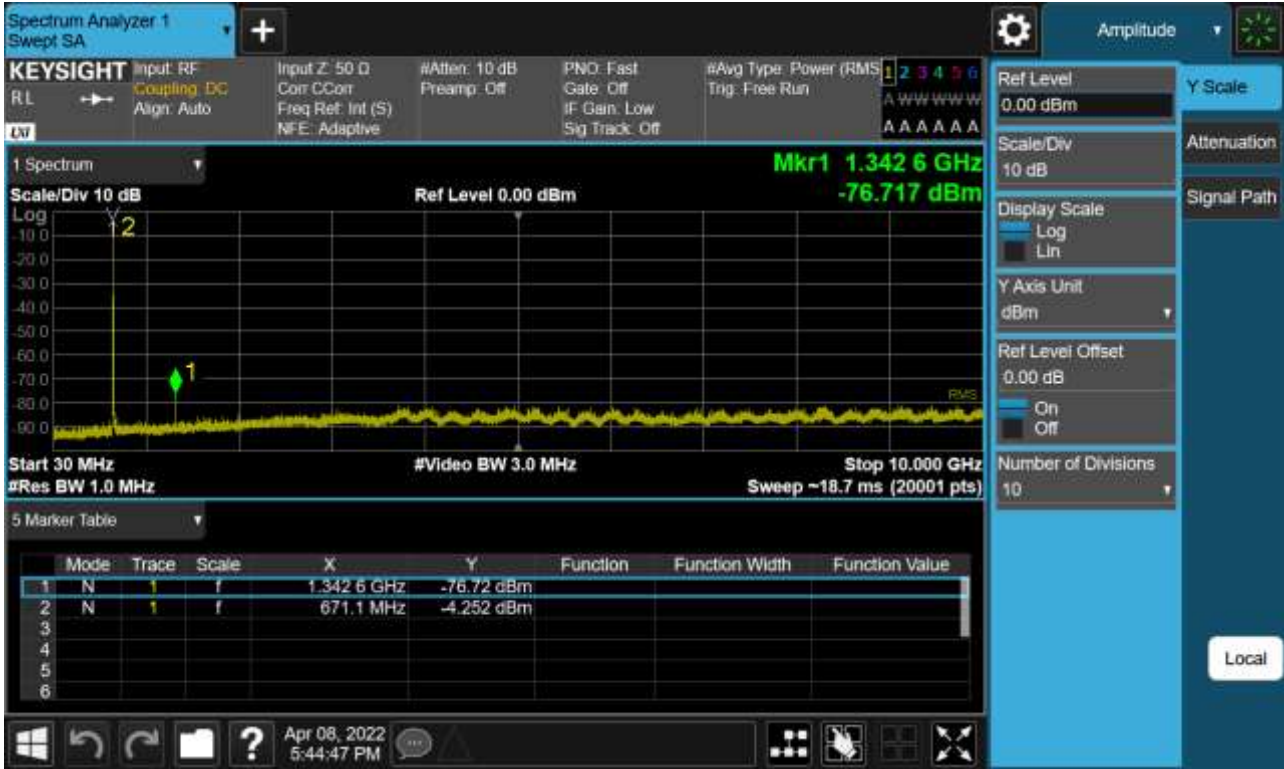 Spectrum Analyzer 1
Swept SA
+
Amplitude
KEYSIGHT
RL
LXI
Input: RF
Coupling: DC
Align: Auto
Input Z: 50 Ω
Corr CCorr
Freq Ref: Int (S)
NFE: Adaptive
#Atten: 10 dB
Preamp: Off
PNO: Fast
Gate: Off
IF Gain: Low
Sig Track: Off
#Avg Type: Power (RMS
Trig: Free Run
1 2 3 4 5 6
A W W W W W
A A A A A A
1 Spectrum
Mkr1 1.342 6 GHz
-76.717 dBm
Scale/Div 10 dB
Ref Level 0.00 dBm
Log
-10.0
-20.0
-30.0
-40.0
-50.0
-60.0
-70.0
-80.0
-90.0
2
1
RMS
Start 30 MHz
#Video BW 3.0 MHz
Stop 10.000 GHz
#Res BW 1.0 MHz
Sweep ~18.7 ms (20001 pts)
5 Marker Table
Mode Trace Scale X Y Function Function Width Function Value
1 N 1 f 1.342 6 GHz -76.72 dBm
2 N 1 f 671.1 MHz -4.252 dBm
3
4
5
6
Ref Level
0.00 dBm
Scale/Div
10 dB
Display Scale
Log
Lin
Y Axis Unit
dBm
Ref Level Offset
0.00 dB
On
Off
Number of Divisions
10
Y Scale
Attenuation
Signal Path
Local
?
Apr 08, 2022
5:44:47 PM